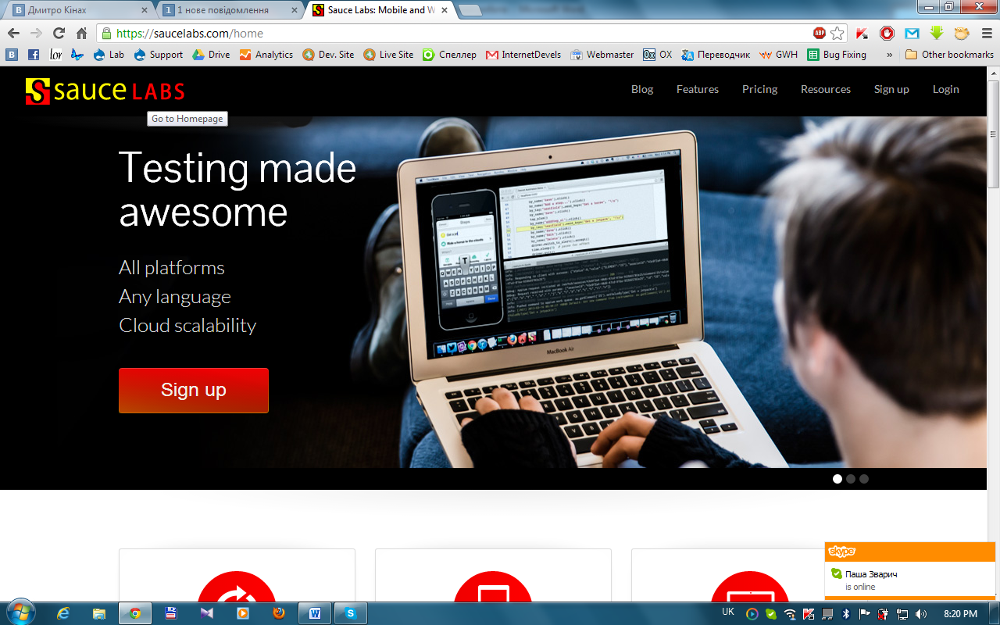 Дмитро Кінах
1 нове повідомлення
Sauce Labs: Mobile and W
https://saucelabs.com/home
ABP
lor
Lab
Support
Drive
Analytics
Dev. Site
Live Site
Спеллер
InternetDevels
Webmaster
OX
Переводчик
GWH
Bug Fixing
»
Other bookmarks
sauce LABS
Blog
Features
Pricing
Resources
Sign up
Login
Go to Homepage
Testing made
awesome
All platforms
Any language
Cloud scalability
Sign up
MacBook Air
skype
Паша Зварич
is online
UK
8:20 PM